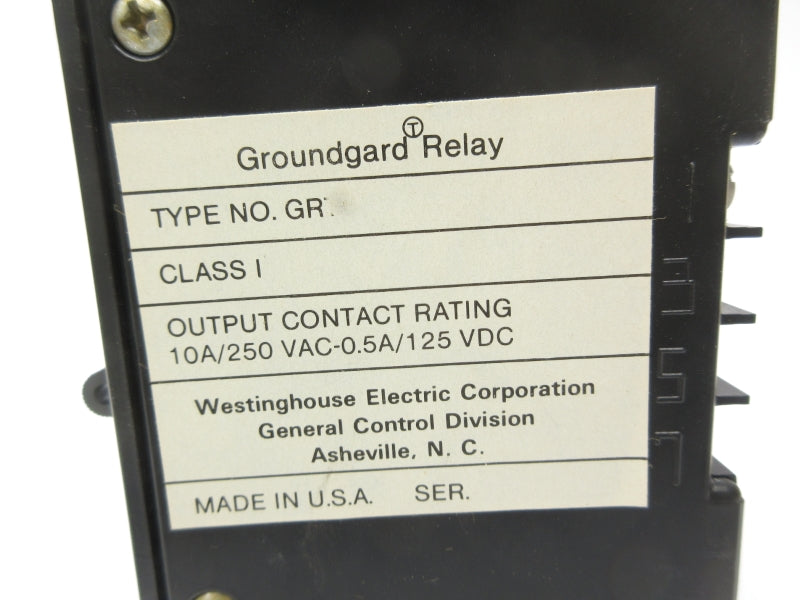 Groundgard Ⓣ Relay
TYPE NO. GR
CLASS I
OUTPUT CONTACT RATING
10A/250 VAC-0.5A/125 VDC
Westinghouse Electric Corporation
General Control Division
Asheville, N. C.
MADE IN U.S.A. SER.